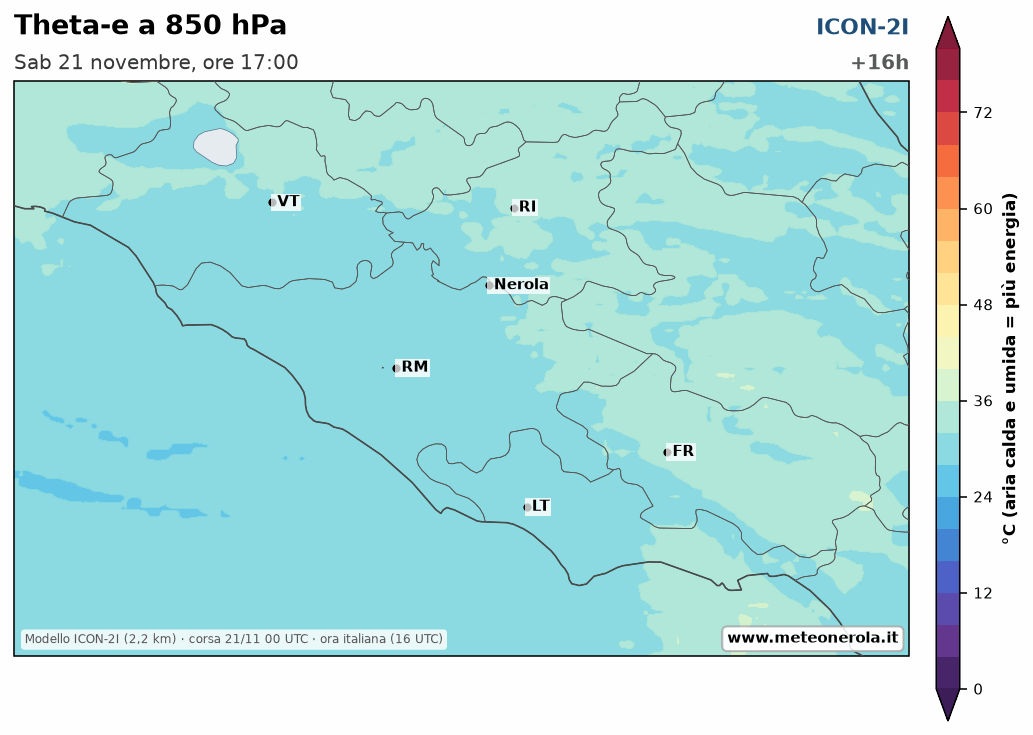 Theta-e a 850 hPa
ICON-2I
Sab 21 novembre, ore 17:00
+16h
72
60
48
36
24
12
0
°C (aria calda e umida = più energia)
VT
RI
Nerola
RM
FR
LT
Modello ICON-2I (2,2 km) · corsa 21/11 00 UTC · ora italiana (16 UTC)
www.meteonerola.it